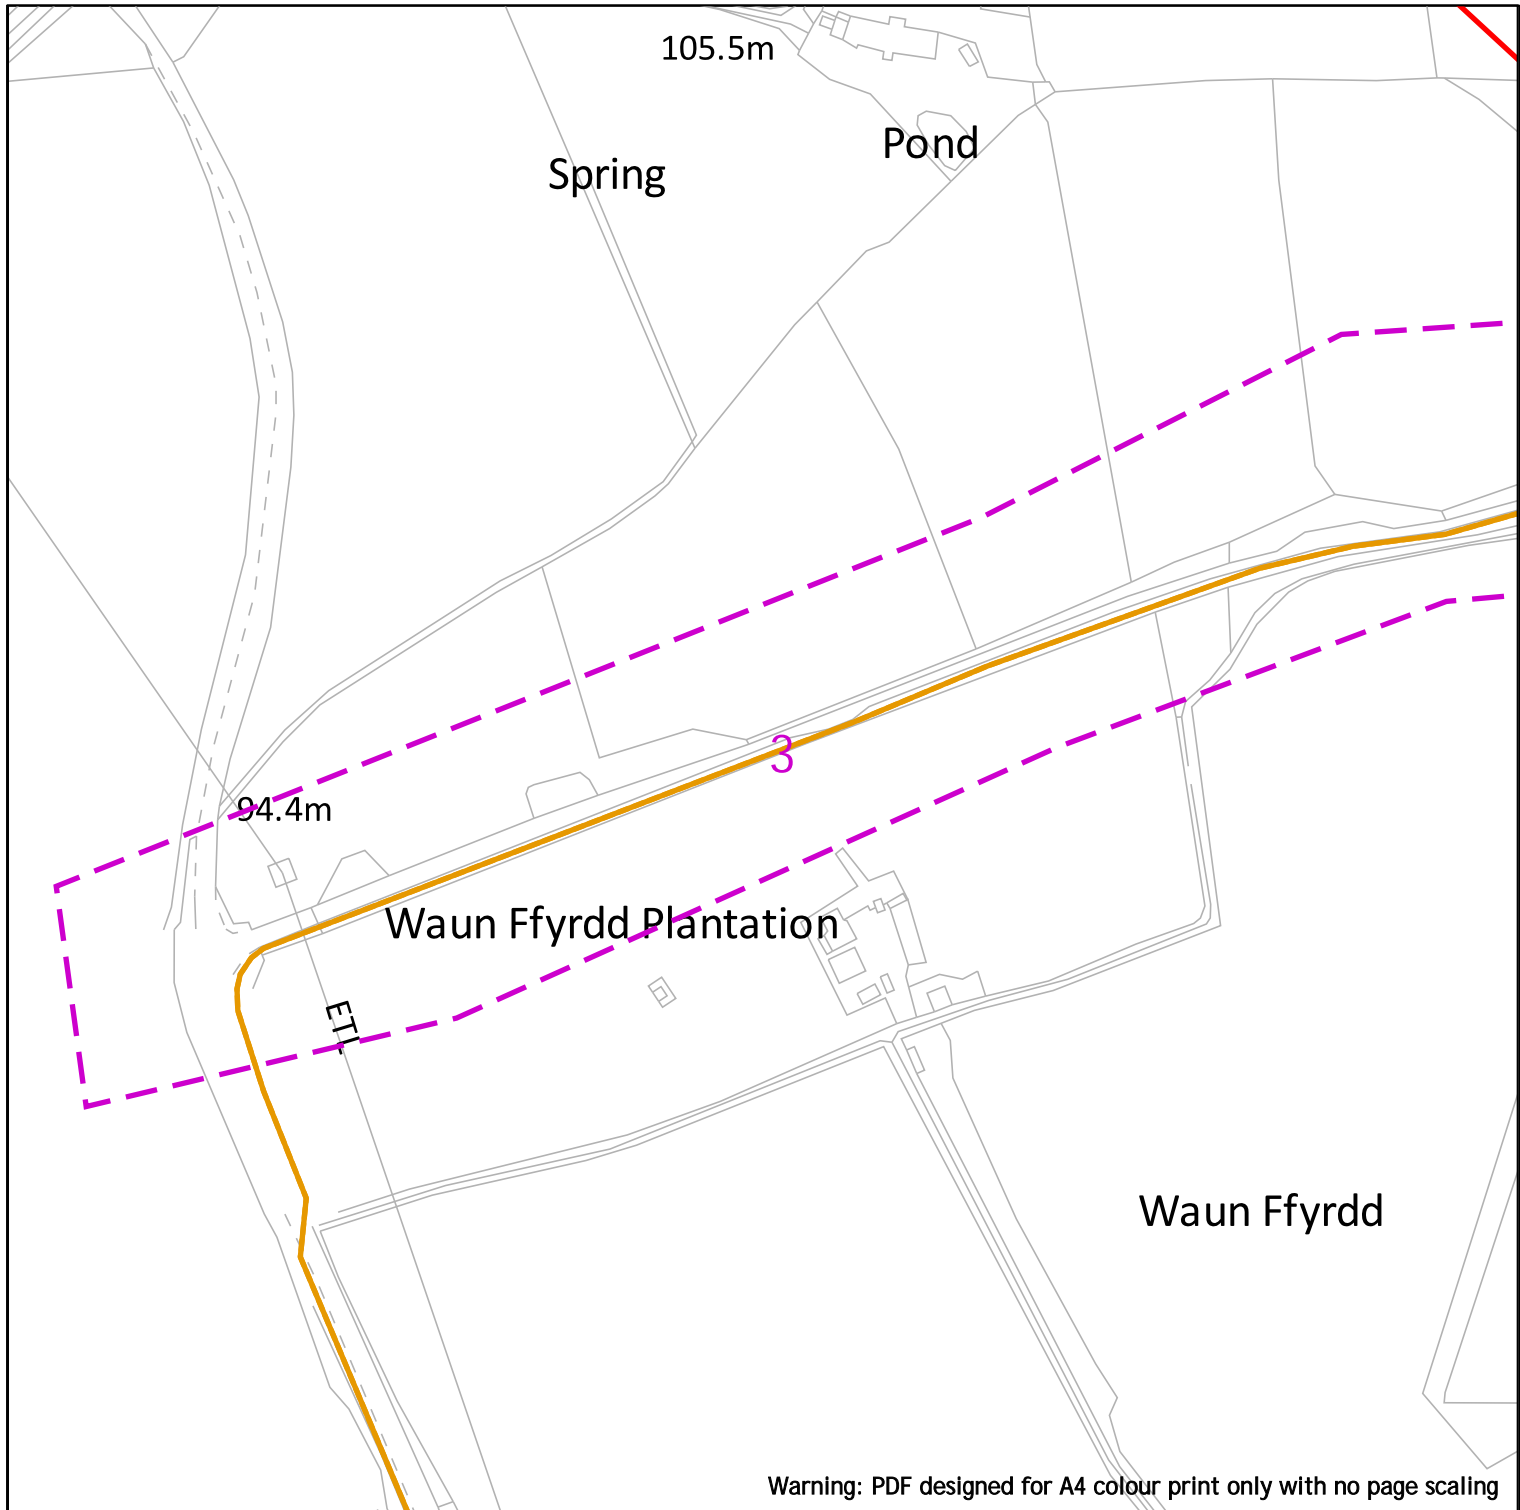 105.5m
Pond
Spring
3
94.4m
Waun Ffyrdd Plantation
ETL
Waun Ffyrdd
Warning: PDF designed for A4 colour print only with no page scaling